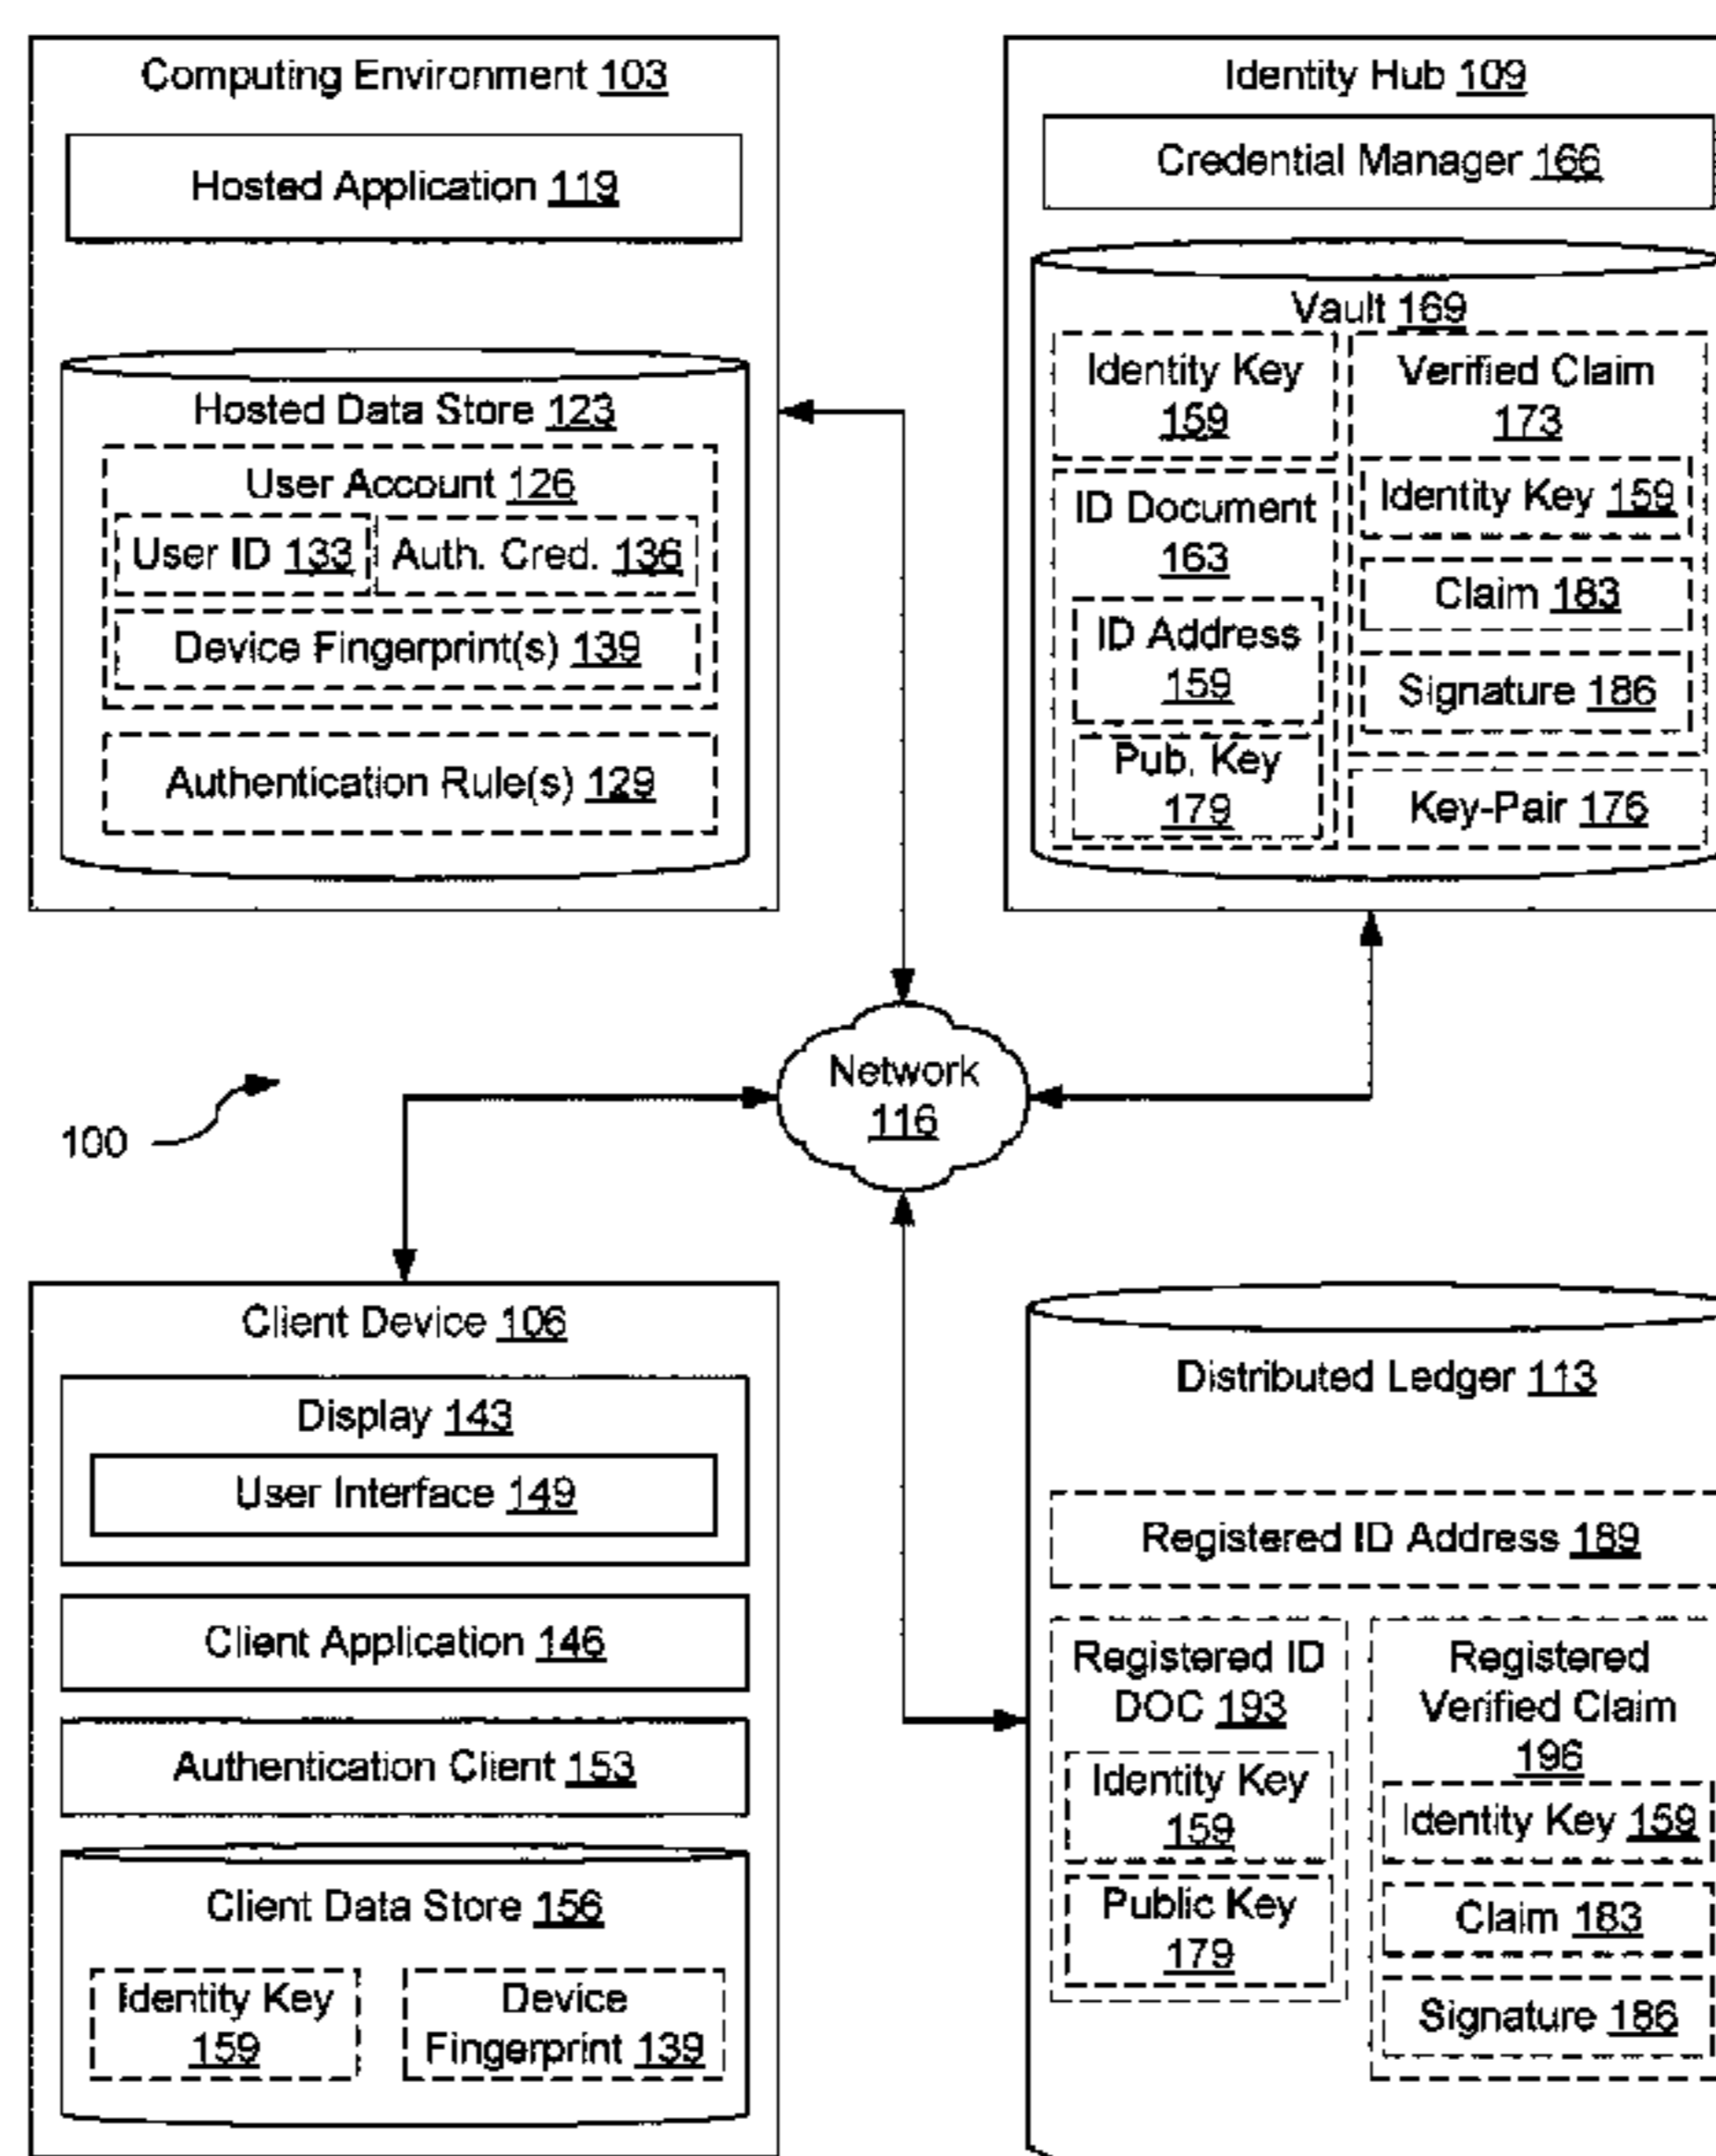 Computing Environment 103
Hosted Application 119
Hosted Data Store 123
User Account 126
User ID 133
Auth. Cred. 136
Device Fingerprint(s) 139
Authentication Rule(s) 129
Identity Hub 109
Credential Manager 166
Vault 169
Identity Key
159
ID Document
163
ID Address
159
Pub. Key
179
Verified Claim
173
Identity Key 159
Claim 183
Signature 186
Key-Pair 176
Network
116
100
Client Device 106
Display 143
User Interface 149
Client Application 146
Authentication Client 153
Client Data Store 156
Identity Key
159
Device
Fingerprint 139
Distributed Ledger 113
Registered ID Address 189
Registered ID
DOC 193
Identity Key
159
Public Key
179
Registered
Verified Claim
196
Identity Key 159
Claim 183
Signature 186